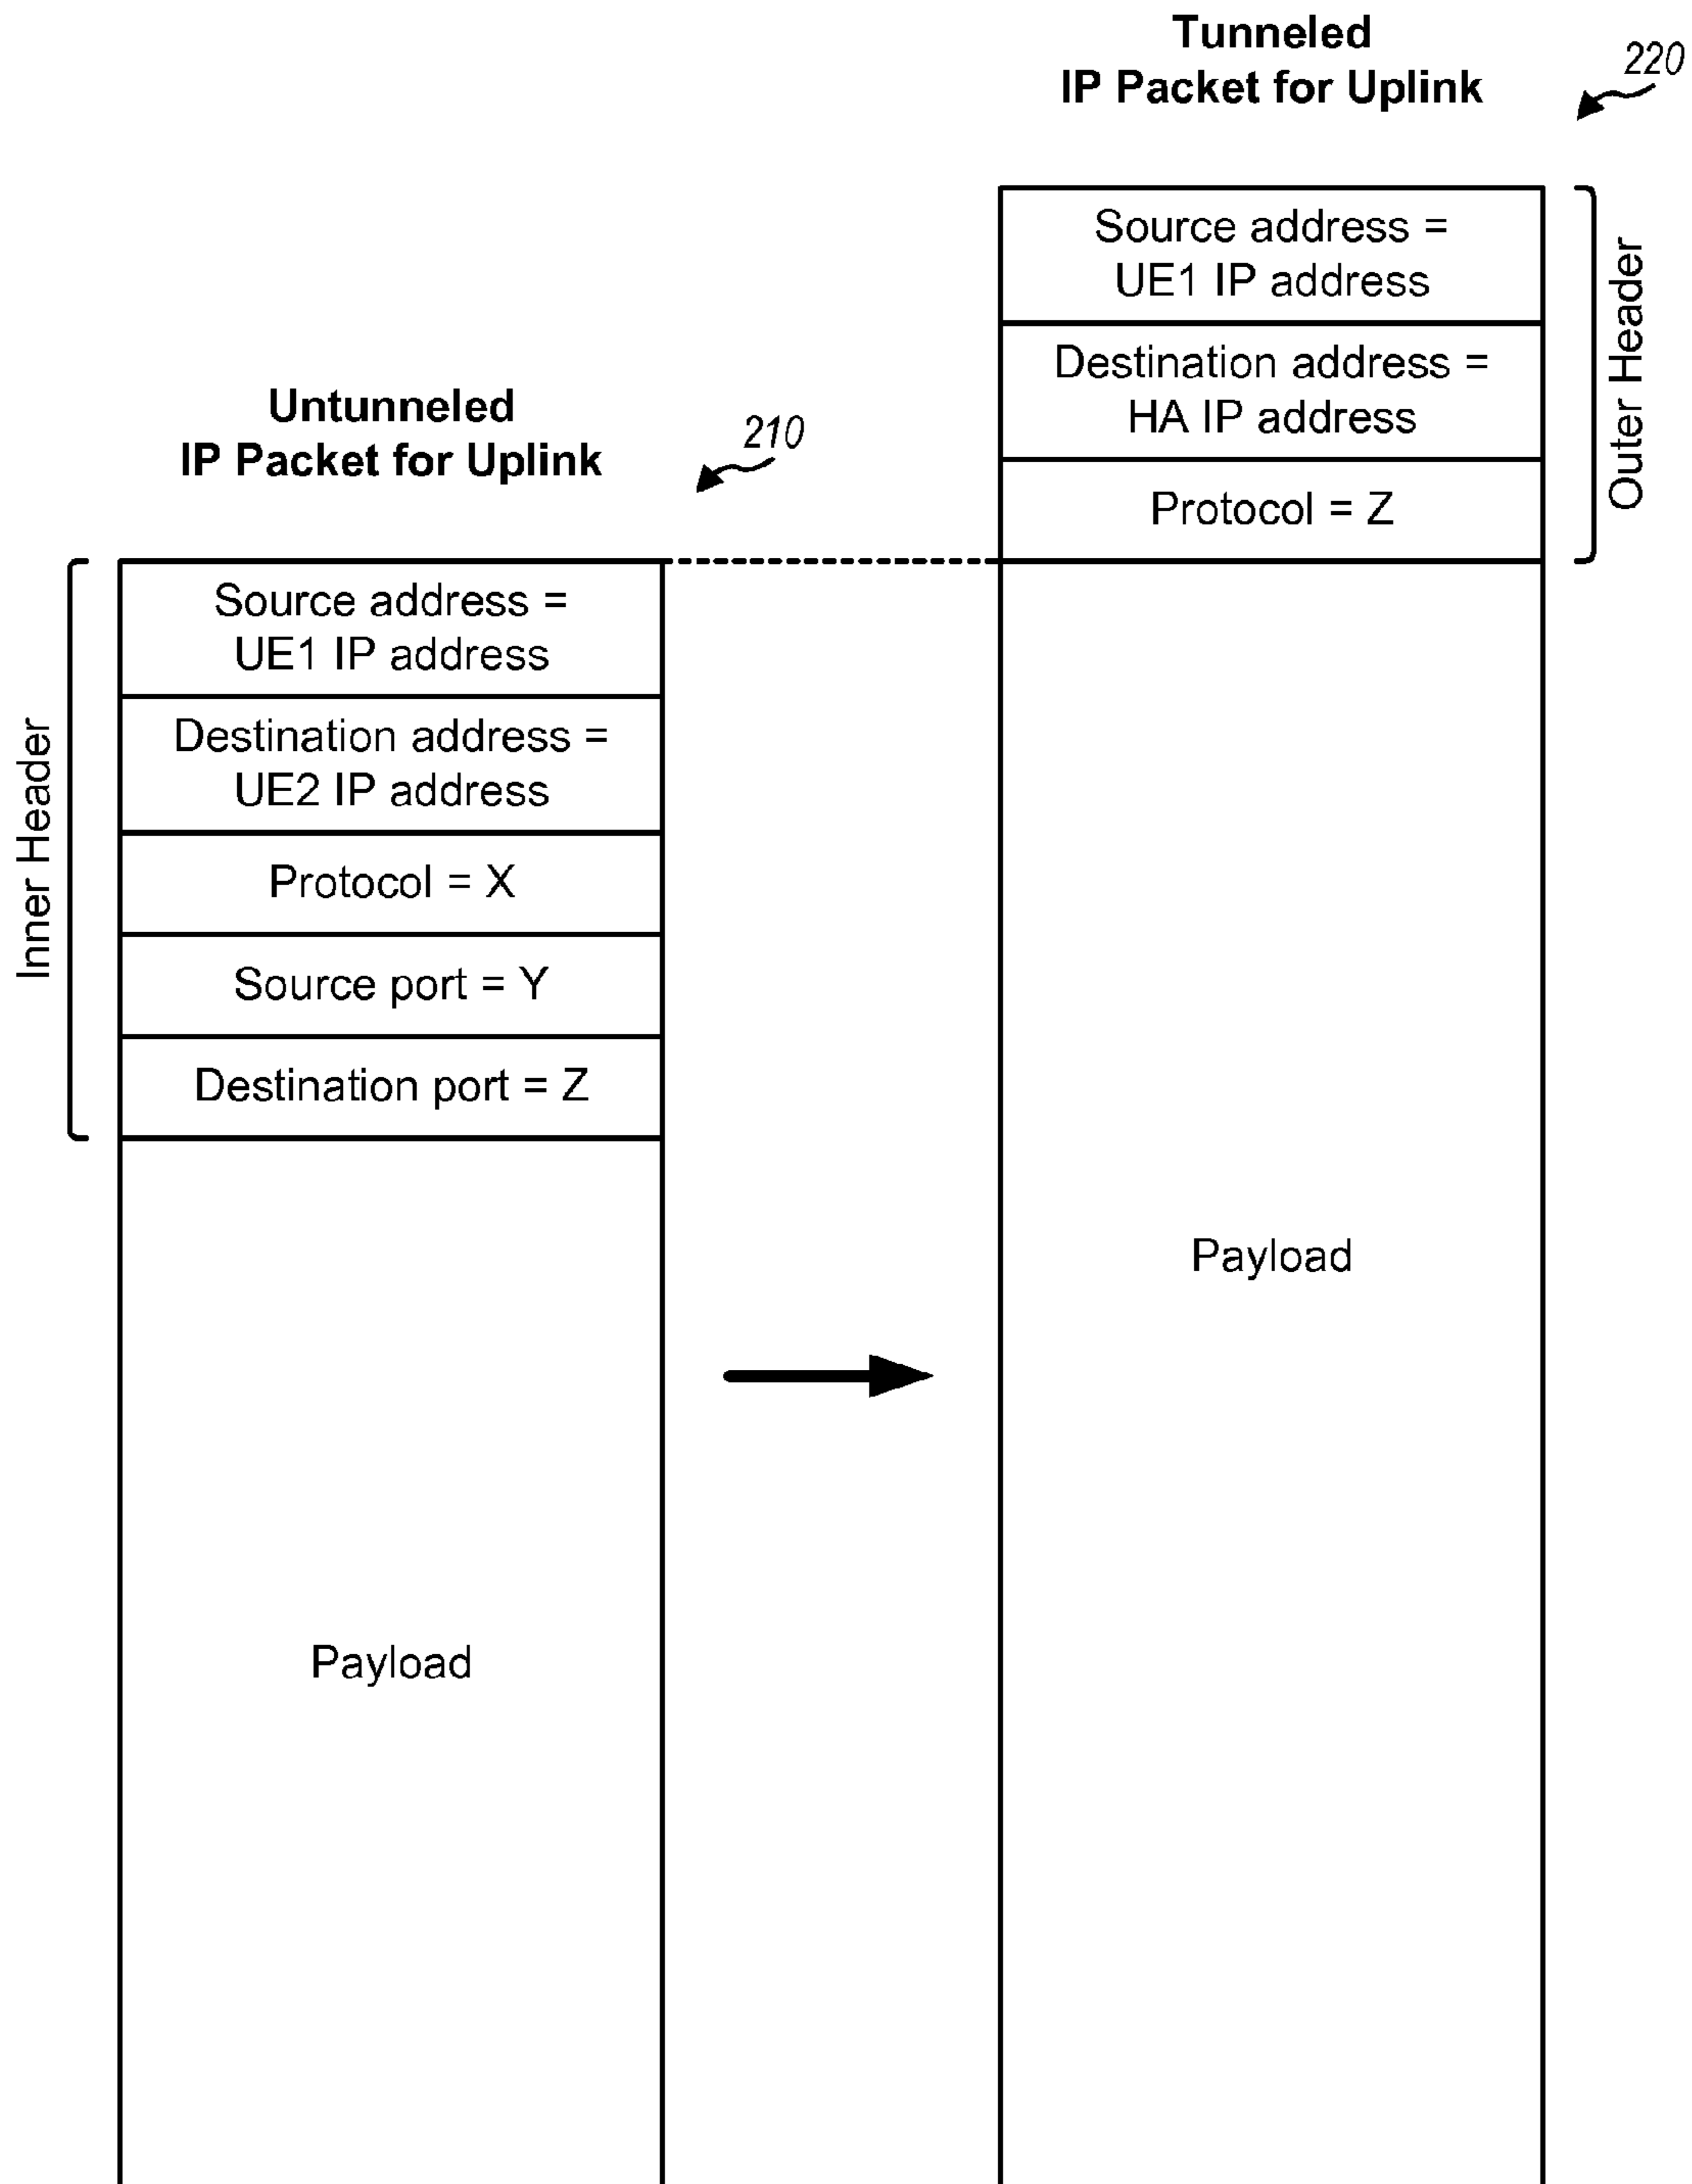 Tunneled
IP Packet for Uplink
220
Source address =
UE1 IP address
Destination address =
HA IP address
Protocol = Z
Outer Header
Untunneled
IP Packet for Uplink
210
Inner Header
Source address =
UE1 IP address
Destination address =
UE2 IP address
Protocol = X
Source port = Y
Destination port = Z
Payload
Payload